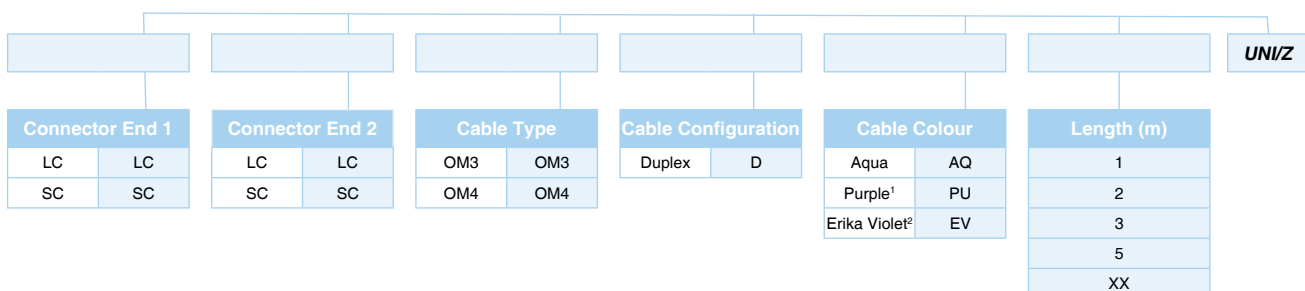 UNI/Z
Connector End 1 Connector End 2 Cable Type Cable Configuration Cable Colour Length (m)
LC LC LC LC OM3 OM3 Duplex D Aqua AQ 1
SC SC SC SC OM4 OM4 Purple¹ PU 2
Erika Violet² EV 3
5
XX